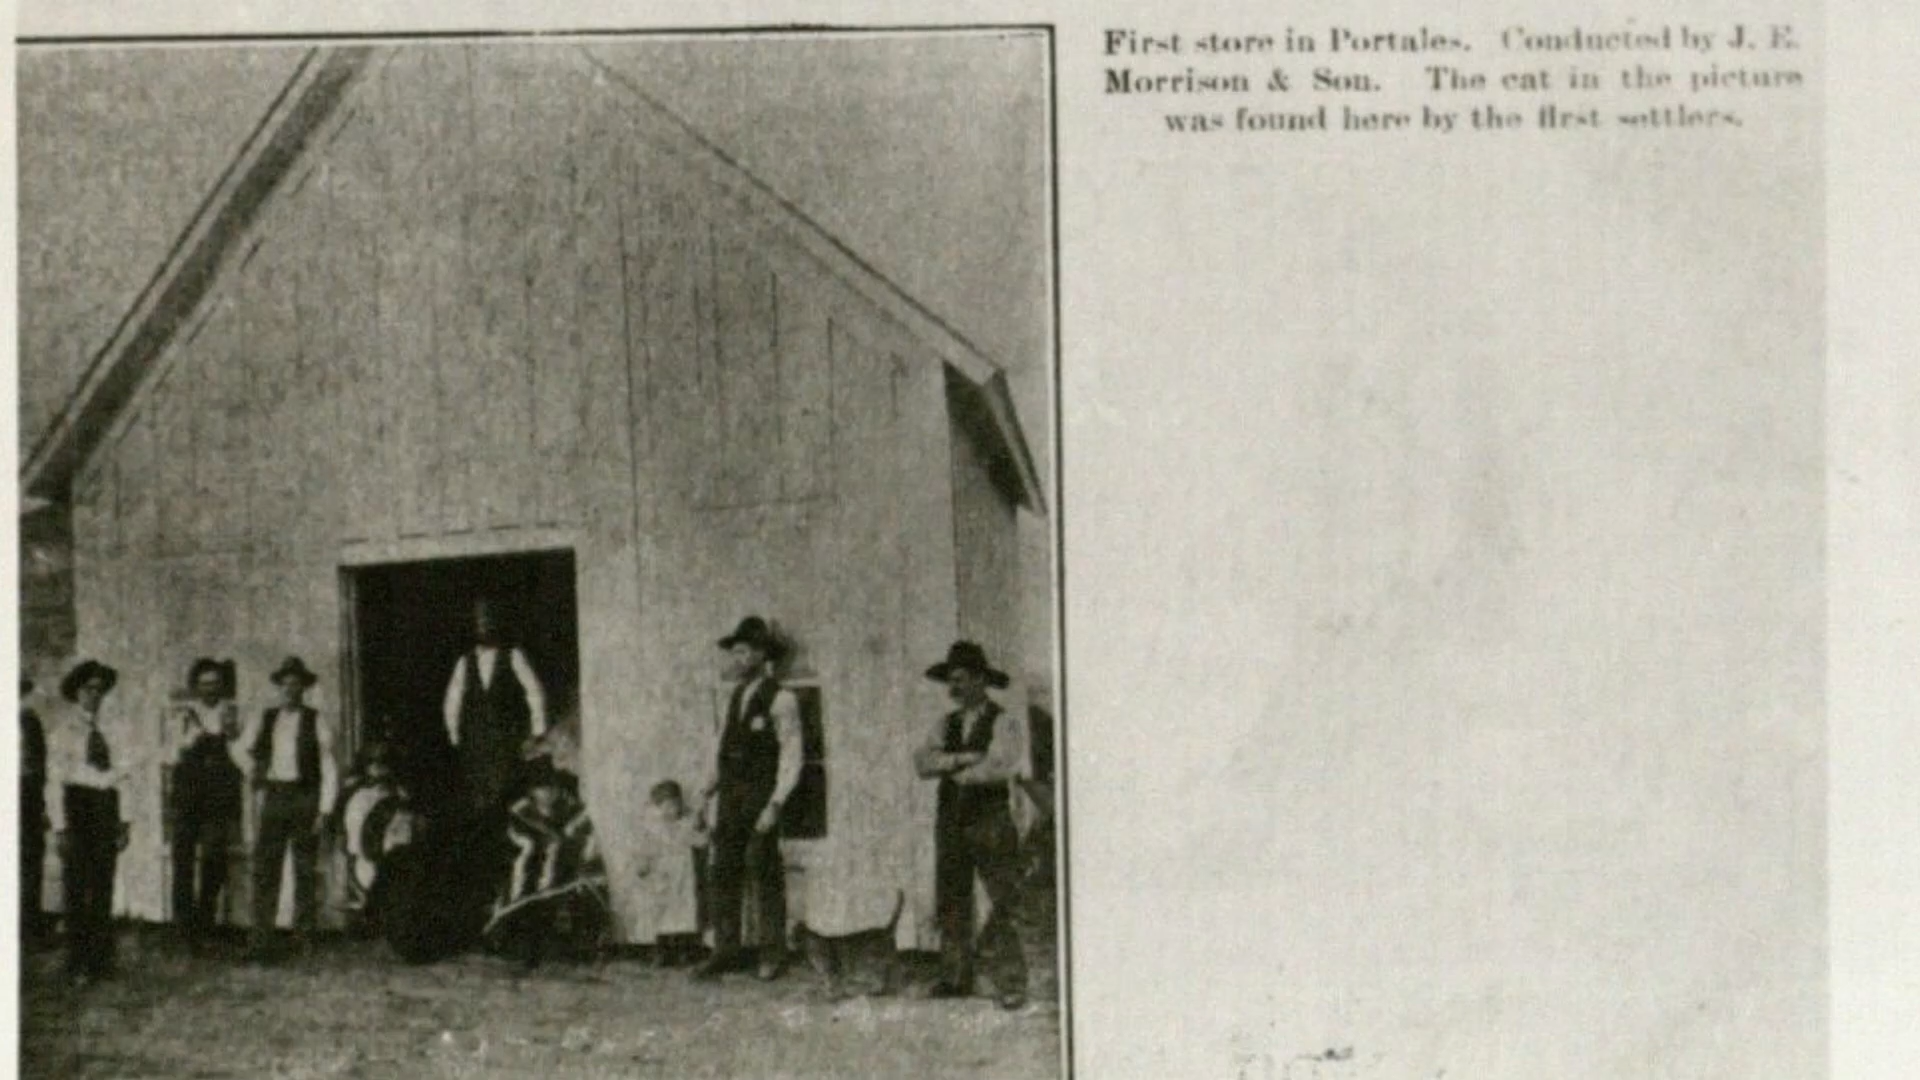 First store in Portales. Conducted by J. E.
Morrison & Son. The cat in the picture
was found here by the first settlers.